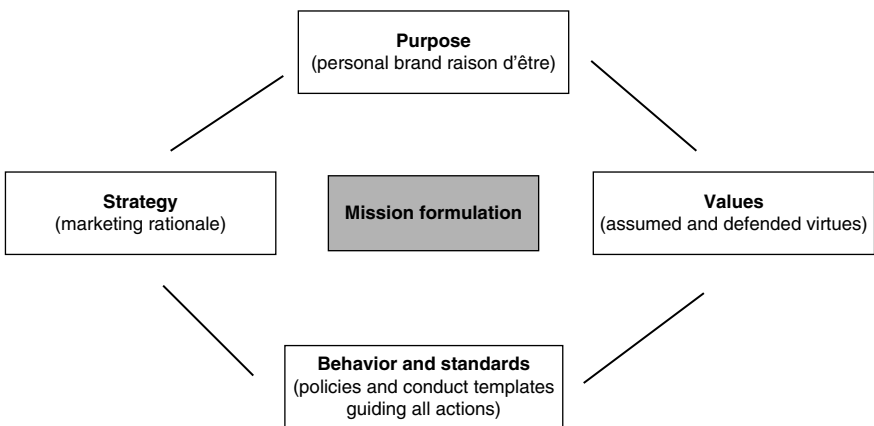 Purpose
(personal brand raison d’être)
Strategy
(marketing rationale)
Mission formulation
Values
(assumed and defended virtues)
Behavior and standards
(policies and conduct templates
guiding all actions)